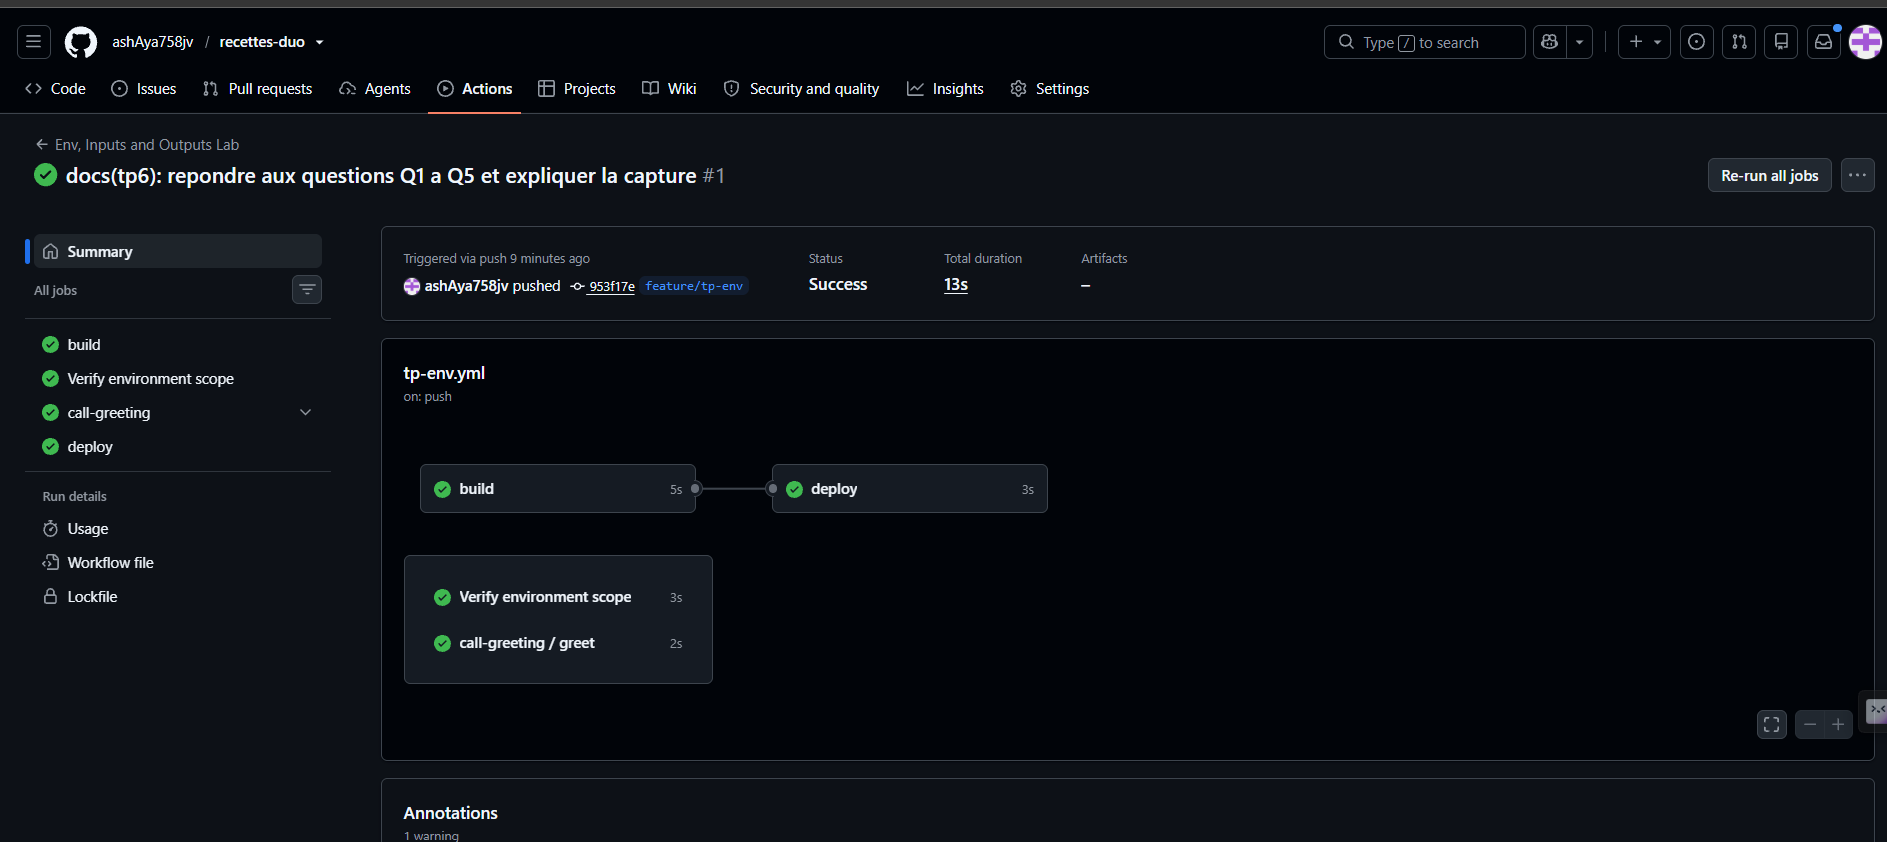 ashAya758jv / recettes-duo
Type / to search
Code Issues Pull requests Agents Actions Projects Wiki Security and quality Insights Settings
Env, Inputs and Outputs Lab
docs(tp6): repondre aux questions Q1 a Q5 et expliquer la capture #1
Re-run all jobs
Summary
All jobs
build
Verify environment scope
call-greeting
deploy
Run details
Usage
Workflow file
Lockfile
Triggered via push 9 minutes ago
ashAya758jv pushed 953f17e feature/tp-env
Status
Success
Total duration
13s
Artifacts
–
tp-env.yml
on: push
build 5s
deploy 3s
Verify environment scope 3s
call-greeting / greet 2s
Annotations
1 warning